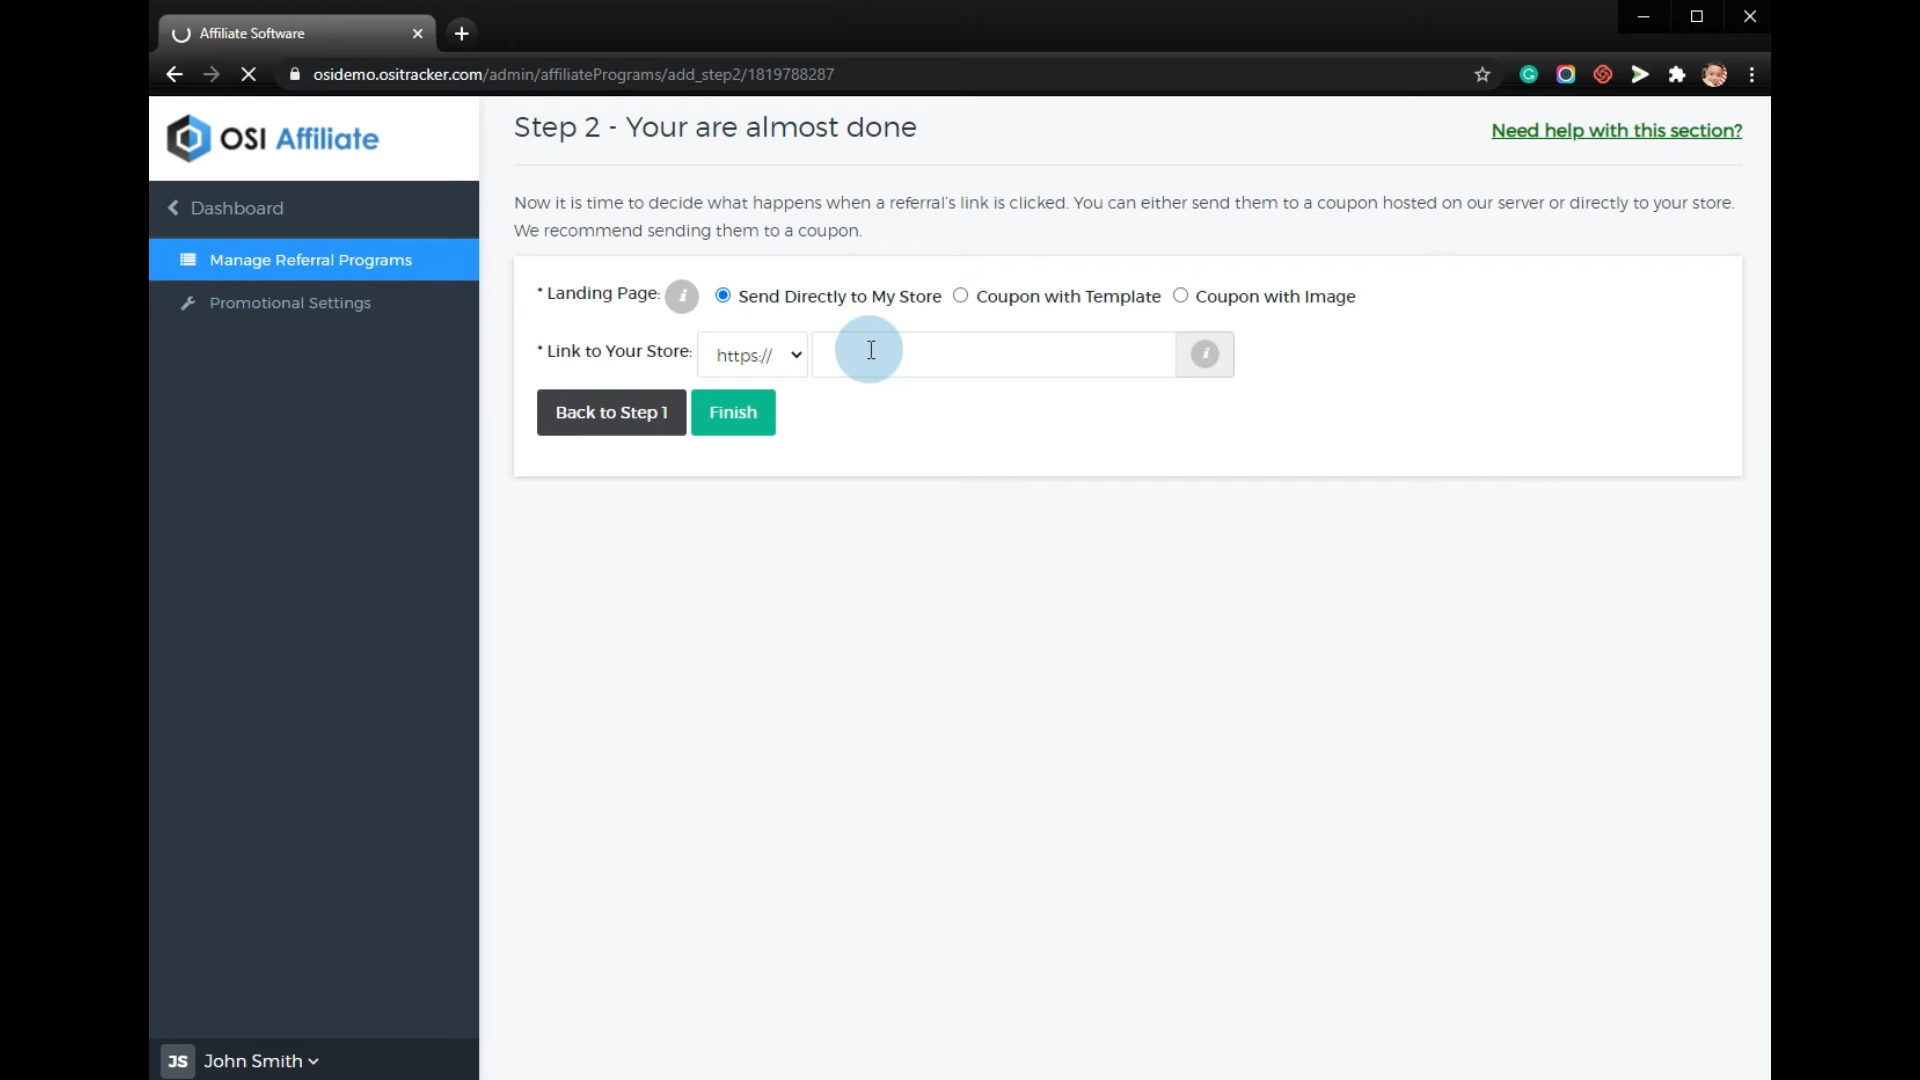 Affiliate Software
osidemo.ositracker.com/admin/affiliatePrograms/add_step2/1819788287
OSI Affiliate
Step 2 - Your are almost done
Need help with this section?
Dashboard
Now it is time to decide what happens when a referral's link is clicked. You can either send them to a coupon hosted on our server or directly to your store.
We recommend sending them to a coupon.
Manage Referral Programs
* Landing Page: i Send Directly to My Store Coupon with Template Coupon with Image
Promotional Settings
* Link to Your Store: https:// i
Back to Step 1 Finish
JS John Smith